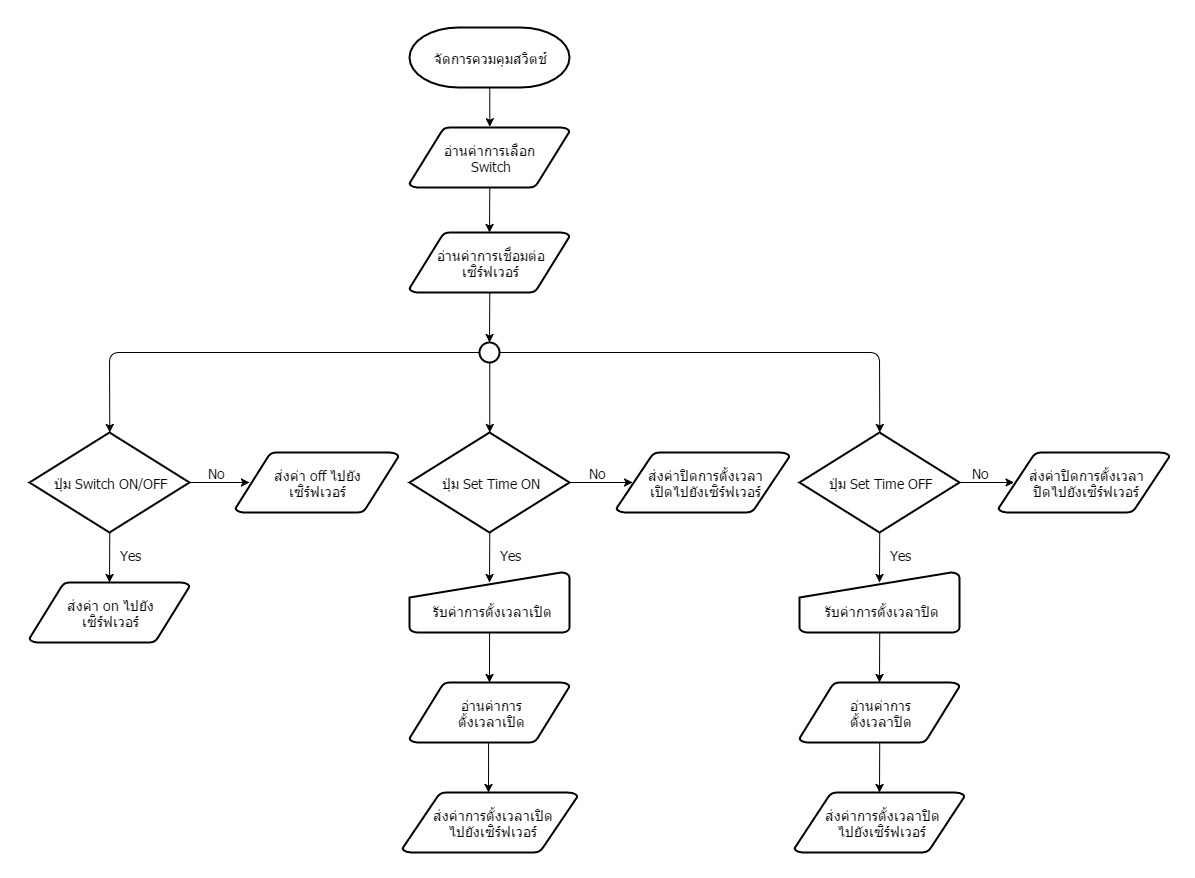 จัดการควมคุมสวิตช์
อ่านค่าการเลือก
Switch
อ่านค่าการเชื่อมต่อ
เซิร์ฟเวอร์
ปุ่ม Switch ON/OFF
No
ส่งค่า off ไปยัง
เซิร์ฟเวอร์
ปุ่ม Set Time ON
No
ส่งค่าปิดการตั้งเวลา
เปิดไปยังเซิร์ฟเวอร์
ปุ่ม Set Time OFF
No
ส่งค่าปิดการตั้งเวลา
ปิดไปยังเซิร์ฟเวอร์
Yes
Yes
Yes
ส่งค่า on ไปยัง
เซิร์ฟเวอร์
รับค่าการตั้งเวลาเปิด
รับค่าการตั้งเวลาปิด
อ่านค่าการ
ตั้งเวลาเปิด
อ่านค่าการ
ตั้งเวลาปิด
ส่งค่าการตั้งเวลาเปิด
ไปยังเซิร์ฟเวอร์
ส่งค่าการตั้งเวลาปิด
ไปยังเซิร์ฟเวอร์